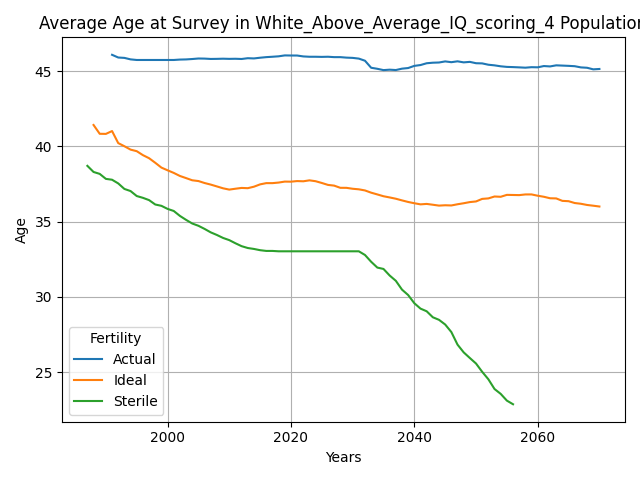 Average Age at Survey in White_Above_Average_IQ_scoring_4 Population
Age
45
40
35
30
25
Fertility
Actual
Ideal
Sterile
2000 2020 2040 2060
Years